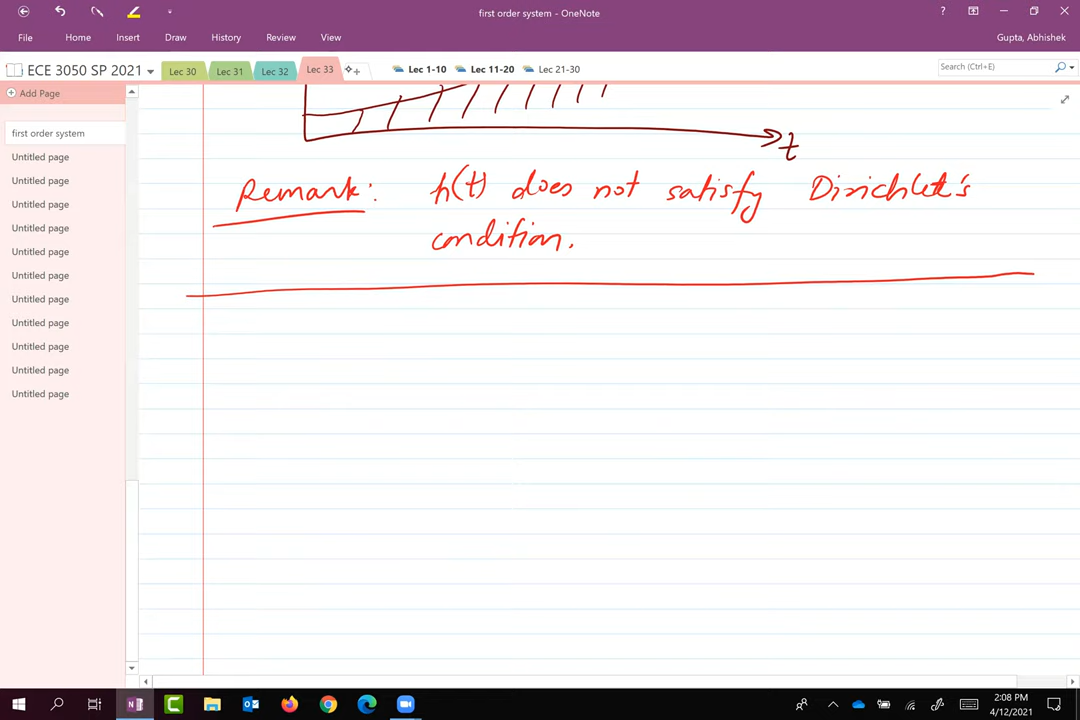 first order system - OneNote
File Home Insert Draw History Review View
Gupta, Abhishek
ECE 3050 SP 2021
Lec 30 Lec 31 Lec 32 Lec 33
Lec 1-10 Lec 11-20 Lec 21-30
Search (Ctrl+E)
Add Page
first order system
Untitled page
Untitled page
Untitled page
Untitled page
Untitled page
Untitled page
Untitled page
Untitled page
Untitled page
Untitled page
Untitled page
t
Remark: h(t) does not satisfy Dirichlet's
condition.
2:08 PM
4/12/2021